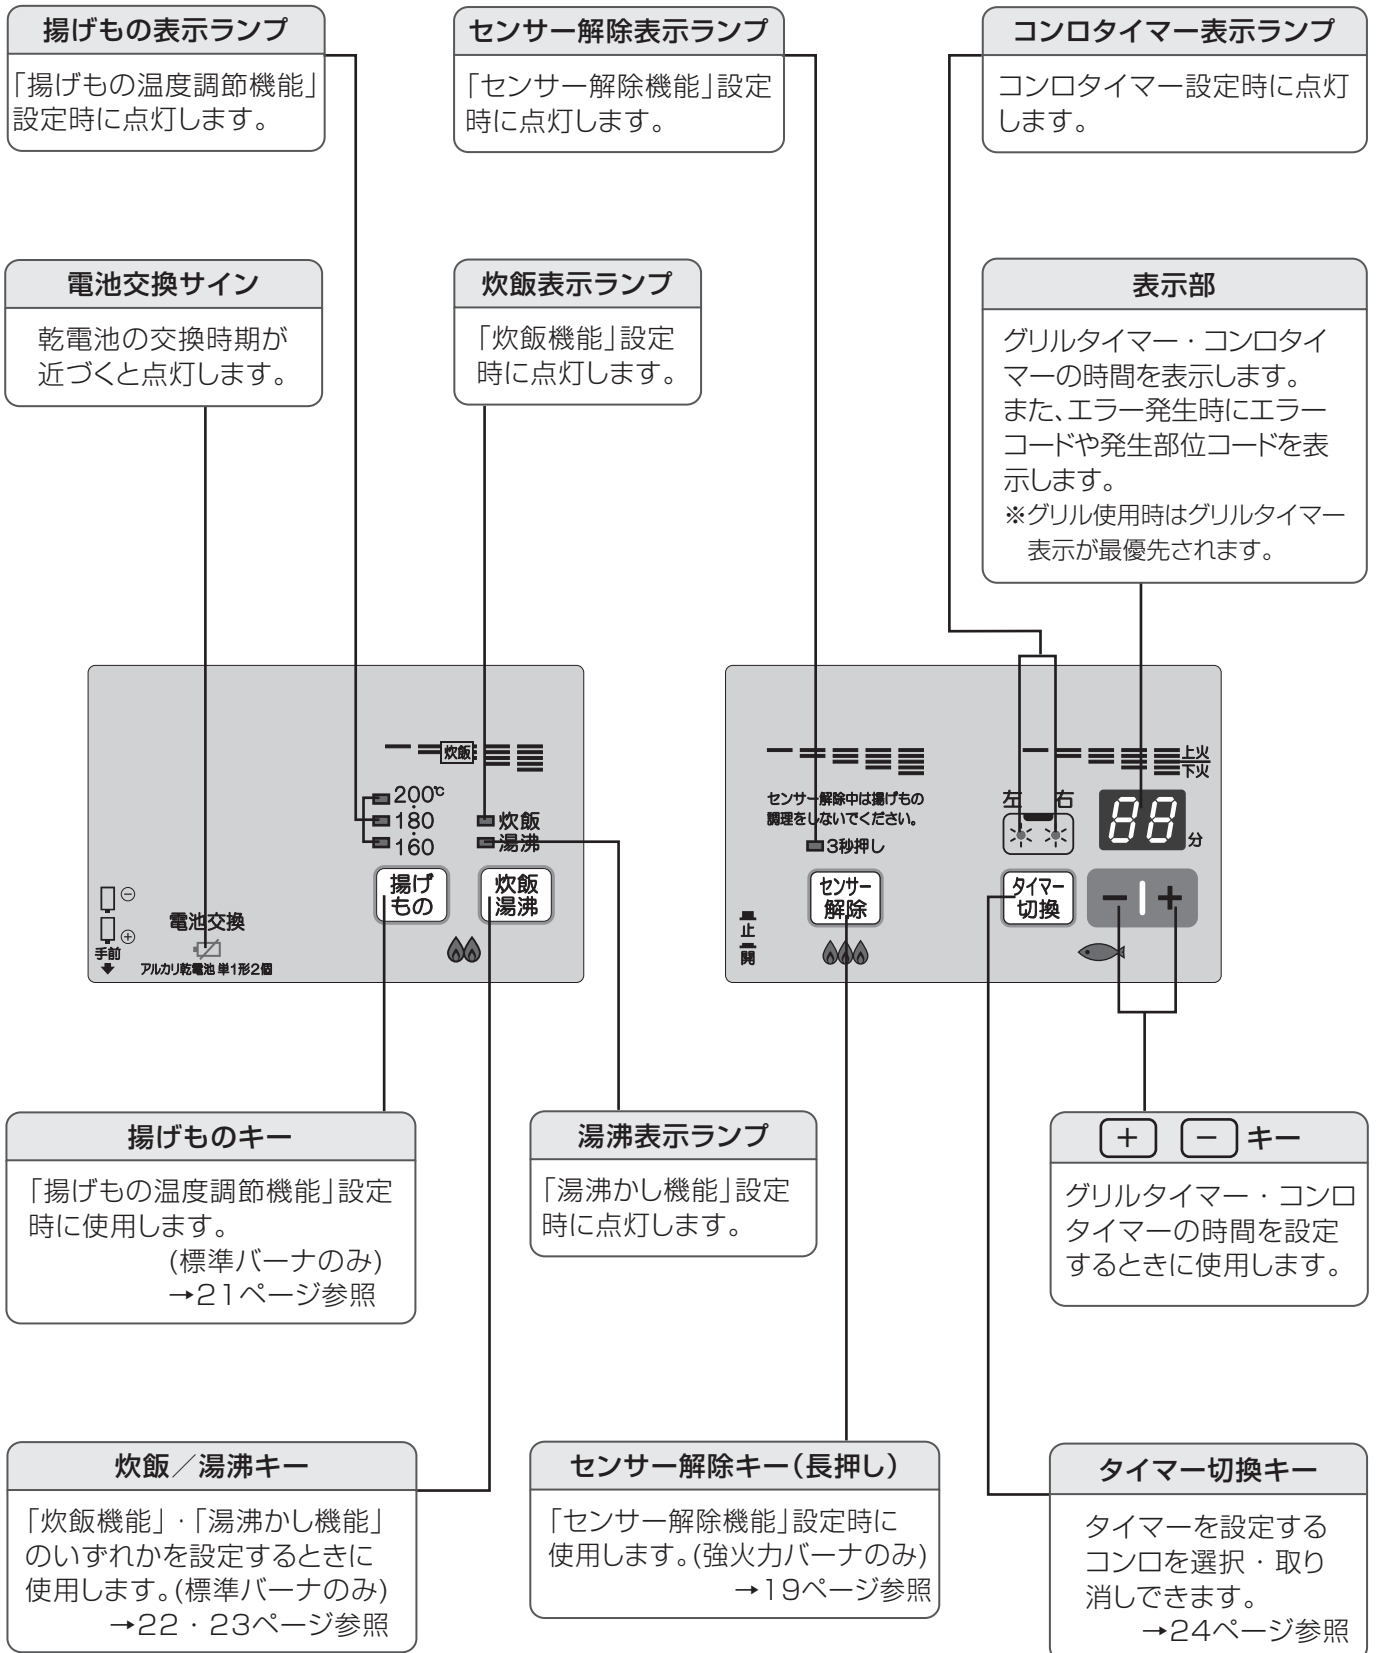 揚げもの表示ランプ
「揚げもの温度調節機能」
設定時に点灯します。
センサー解除表示ランプ
「センサー解除機能」設定
時に点灯します。
コンロタイマー表示ランプ
コンロタイマー設定時に点灯
します。
電池交換サイン
乾電池の交換時期が
近づくと点灯します。
炊飯表示ランプ
「炊飯機能」設定
時に点灯します。
表示部
グリルタイマー・コンロタイ
マーの時間を表示します。
また、エラー発生時にエラー
コードや発生部位コードを表
示します。
※グリル使用時はグリルタイマー
表示が最優先されます。
炊飯
200℃
180
160
炊飯
湯沸
揚げ
もの
炊飯
湯沸
⊖
⊕
手前
電池交換
アルカリ乾電池 単1形2個
上火
下火
センサー解除中は揚げもの
調理をしないでください。
3秒押し
センサー
解除
止
開
左 右
88分
タイマー
切換
− +
揚げものキー
「揚げもの温度調節機能」設定
時に使用します。
(標準バーナのみ)
→21ページ参照
湯沸表示ランプ
「湯沸かし機能」設定
時に点灯します。
+ − キー
グリルタイマー・コンロ
タイマーの時間を設定
するときに使用します。
炊飯／湯沸キー
「炊飯機能」・「湯沸かし機能」
のいずれかを設定するときに
使用します。(標準バーナのみ)
→22・23ページ参照
センサー解除キー(長押し)
「センサー解除機能」設定時に
使用します。(強火力バーナのみ)
→19ページ参照
タイマー切換キー
タイマーを設定する
コンロを選択・取り
消しできます。
→24ページ参照